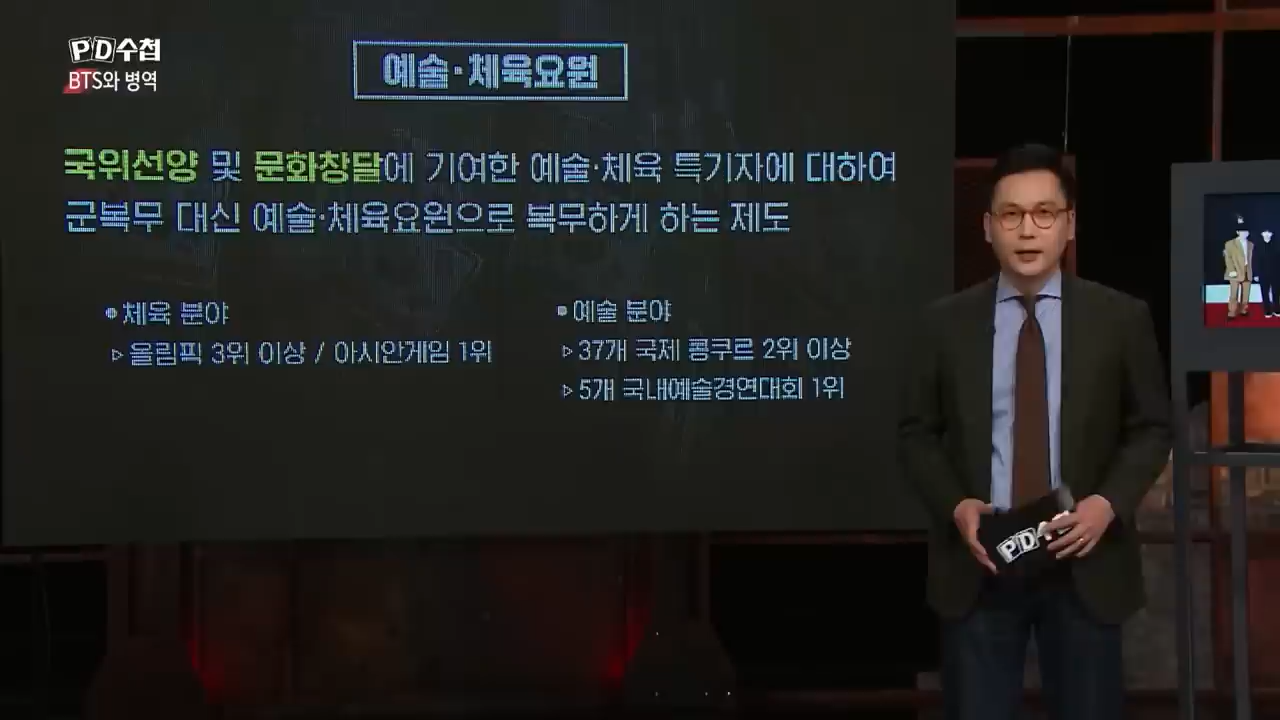 PD수첩
BTS와 병역
예술·체육요원
국위선양 및 문화창달에 기여한 예술·체육 특기자에 대하여
군복무 대신 예술·체육요원으로 복무하게 하는 제도
• 체육 분야
▹ 올림픽 3위 이상 / 아시안게임 1위
• 예술 분야
▹ 37개 국제 콩쿠르 2위 이상
▹ 5개 국내예술경연대회 1위
PD